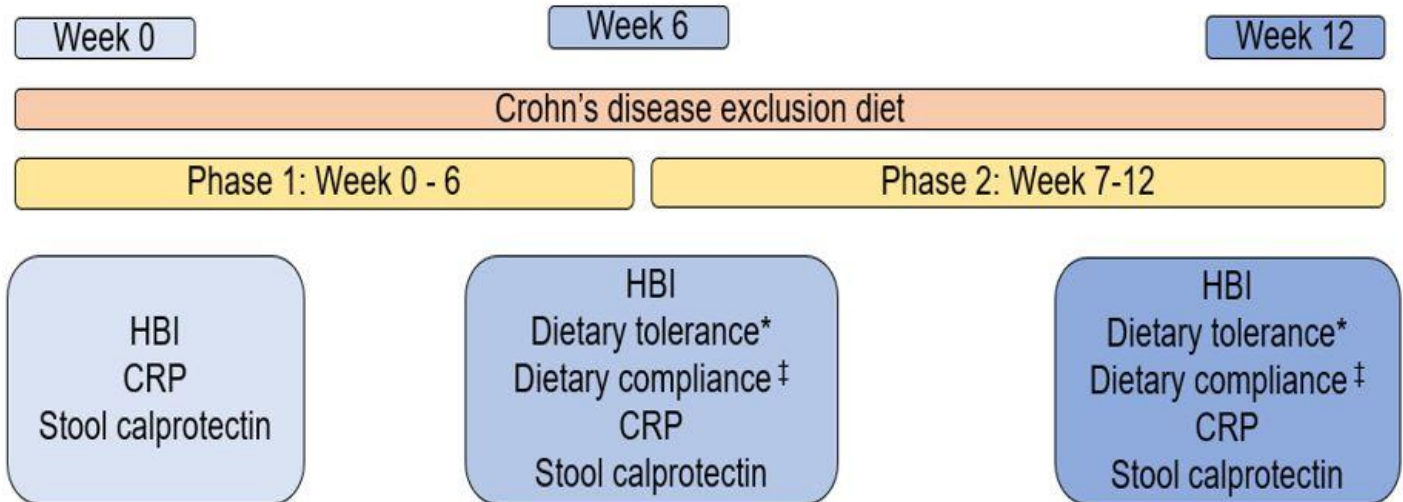 Week 0
Week 6
Week 12
Crohn's disease exclusion diet
Phase 1: Week 0 - 6
Phase 2: Week 7-12
HBI
CRP
Stool calprotectin
HBI
Dietary tolerance*
Dietary compliance ‡
CRP
Stool calprotectin
HBI
Dietary tolerance*
Dietary compliance ‡
CRP
Stool calprotectin